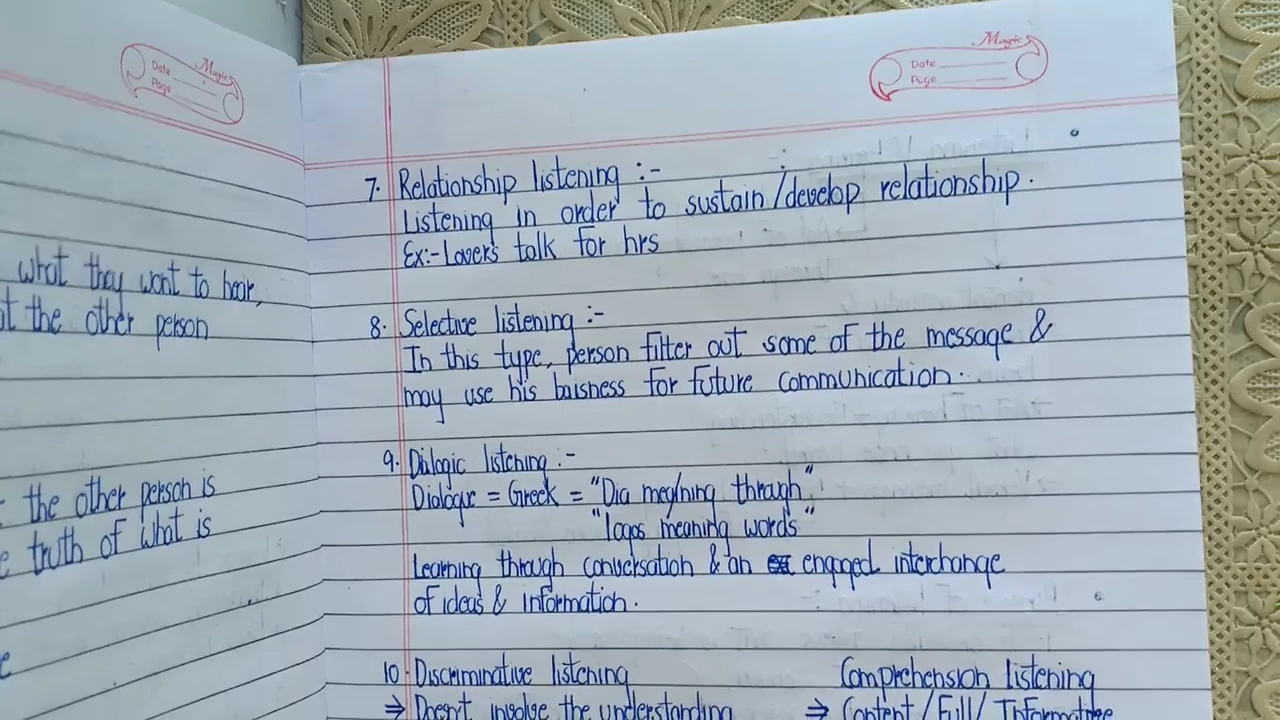 Magic
Date
Page
what they want to hear,
the other person
the other person is
truth of what is
Magic
Date
Page
7. Relationship listening :-
Listening in order to sustain/develop relationship.
Ex:- Lovers talk for hrs
8. Selective listening :-
In this type, person filter out some of the message &
may use his baisness for future communication.
9. Dialogic listening :-
Dialogue = Greek = "Dia meaning through"
"logos meaning words"
Learning through conversation & an engaged interchange
of ideas & information.
10. Discriminative listening Comprehension listening
⇒ Doesn't involve the understanding ⇒ Content / Full / Informative